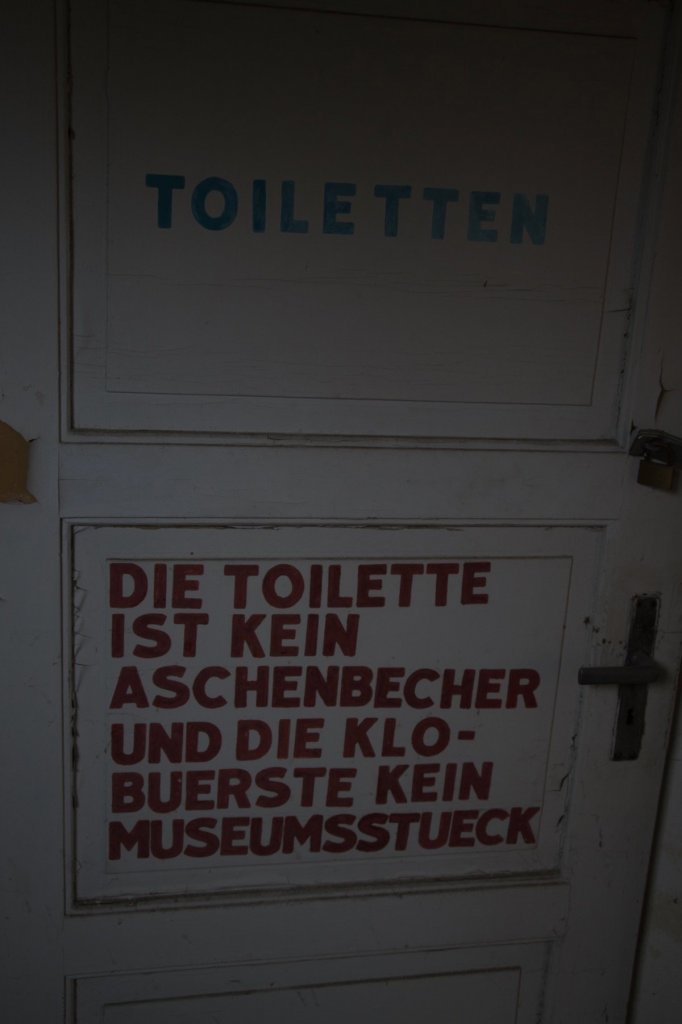 TOILETTEN
DIE TOILETTE
IST KEIN
ASCHENBECHER
UND DIE KLO-
BUERSTE KEIN
MUSEUMSSTUECK